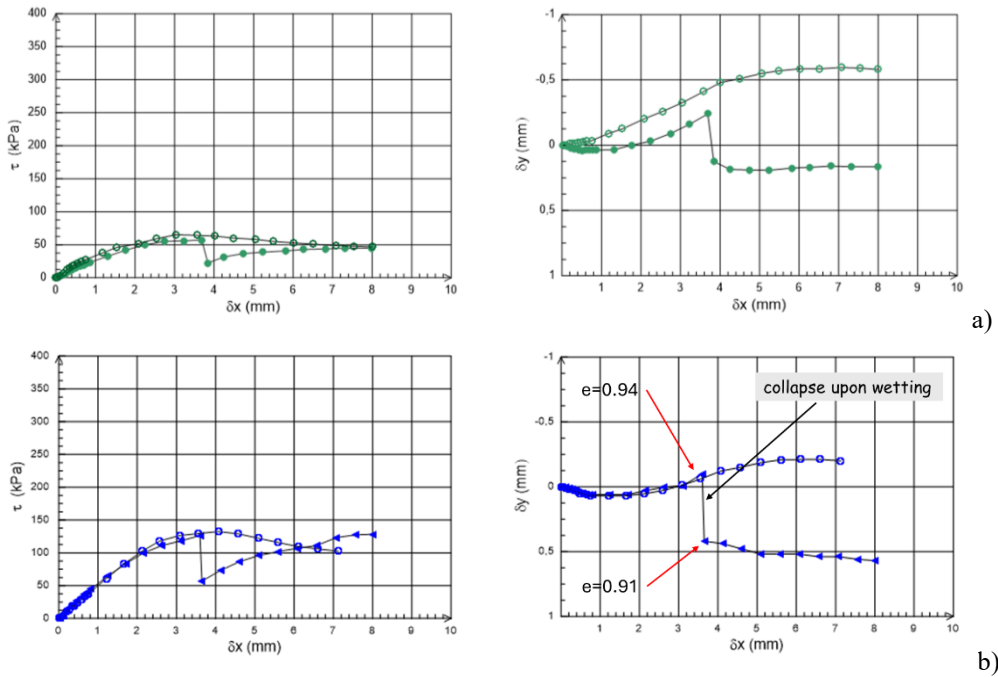 400
350
300
250
200
150
100
50
0
τ (kPa)
0 1 2 3 4 5 6 7 8 9 10
δx (mm)
-1
-0,5
0
0,5
1
δy (mm)
1 2 3 4 5 6 7 8 9 10
δx (mm)
a)
400
350
300
250
200
150
100
50
0
τ (kPa)
0 1 2 3 4 5 6 7 8 9 10
δx (mm)
-1
-0,5
0
0,5
1
δy (mm)
e=0.94
collapse upon wetting
e=0.91
1 2 3 4 5 6 7 8 9 10
δx (mm)
b)